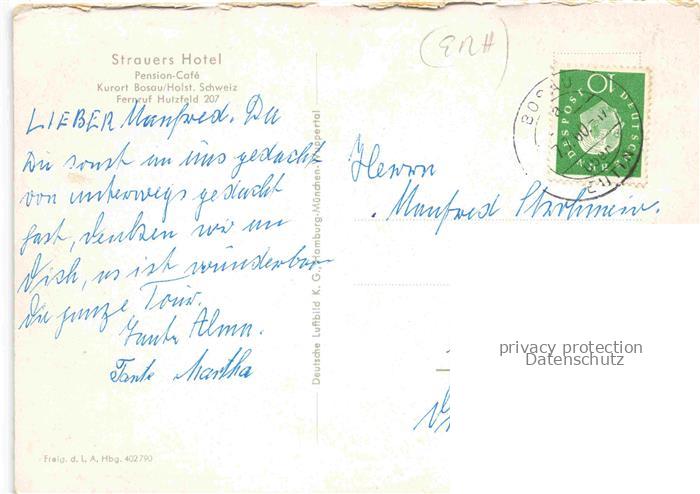 Strauers Hotel
Pension-Café
Kurort Bosau/Holst. Schweiz
Fernruf Hutzfeld 207
LIEBER Manfred. Da
Du sonst an uns gedacht
von unterwegs gedacht
hast, denken wir an
Dich, es ist wunderbar
die ganze Tour.
Tante Alma.
Tante Martha
Freig. d. L. A. Hbg. 402790
Deutsche Luftbild K. G., Hamburg-München-Wuppertal
Herrn
Manfred
10
DEUTSCHE
BUNDESPOST
BOSAU
privacy protection
Datenschutz